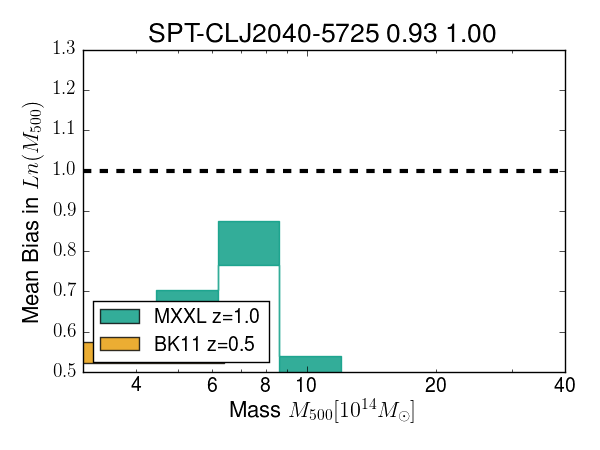 SPT-CLJ2040-5725 0.93 1.00
1.3
1.2
1.1
1.0
0.9
0.8
0.7
0.6
0.5
Mean Bias in Ln(M₅₀₀)
MXXL z=1.0
BK11 z=0.5
4 6 8 10 20 40
Mass M₅₀₀[10¹⁴M☉]